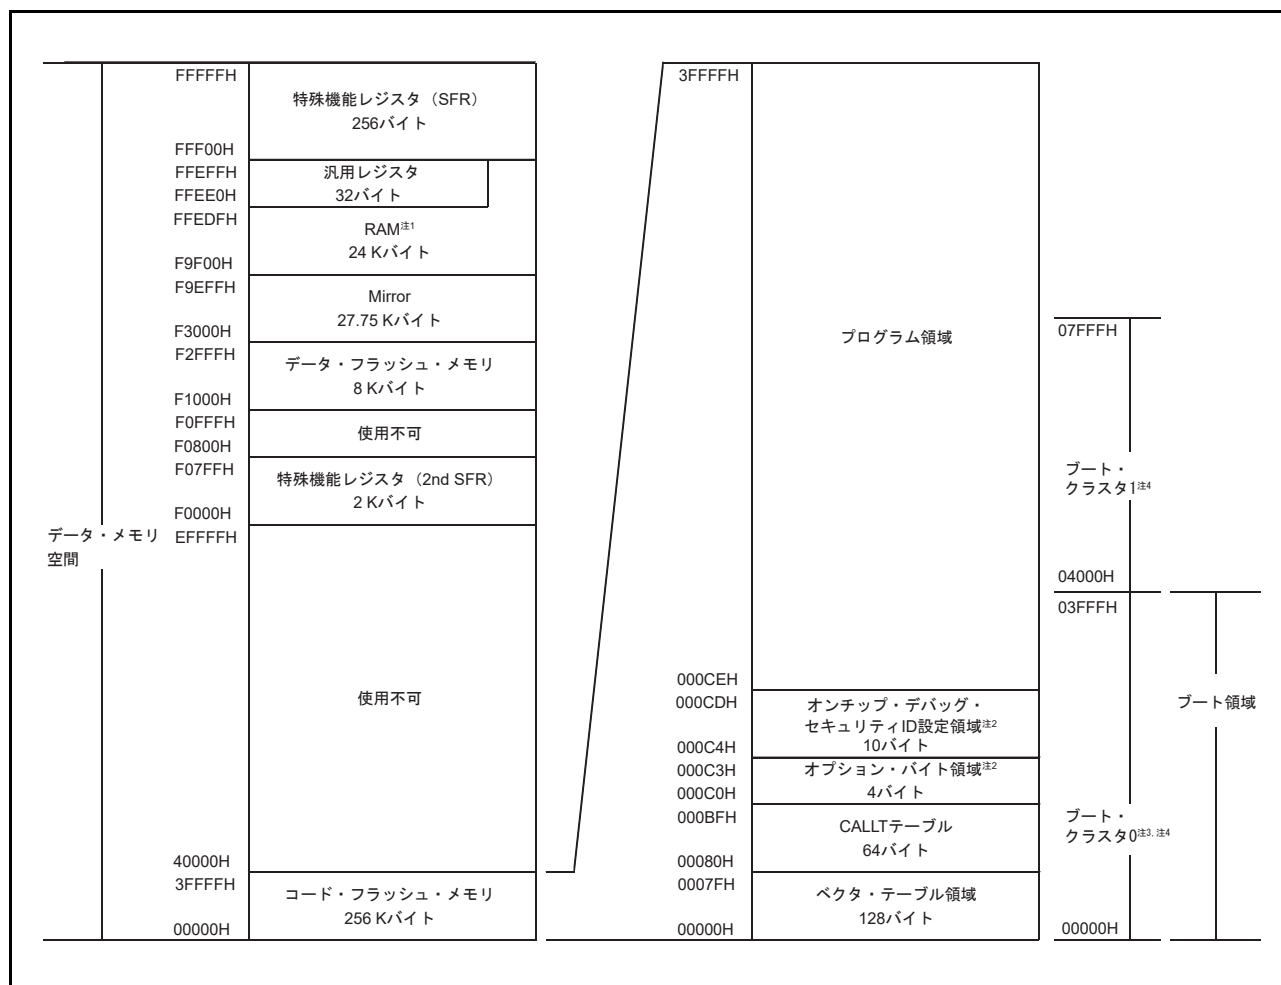 FFFFFH
特殊機能レジスタ（SFR）
256バイト
FFF00H
FFEFFH
汎用レジスタ
32バイト
FFEE0H
FFEDFH
RAM注1
24 Kバイト
F9F00H
F9EFFH
Mirror
27.75 Kバイト
F3000H
F2FFFH
データ・フラッシュ・メモリ
8 Kバイト
F1000H
F0FFFH
使用不可
F0800H
F07FFH
特殊機能レジスタ（2nd SFR）
2 Kバイト
F0000H
EFFFFH
データ・メモリ
空間
使用不可
40000H
3FFFFH
コード・フラッシュ・メモリ
256 Kバイト
00000H
3FFFFH
プログラム領域
000CEH
000CDH
オンチップ・デバッグ・
セキュリティID設定領域注2
10バイト
000C4H
000C3H
オプション・バイト領域注2
4バイト
000C0H
000BFH
CALLTテーブル
64バイト
00080H
0007FH
ベクタ・テーブル領域
128バイト
00000H
07FFFH
ブート・
クラスタ1注4
04000H
03FFFH
ブート・
クラスタ0注3, 注4
00000H
ブート領域